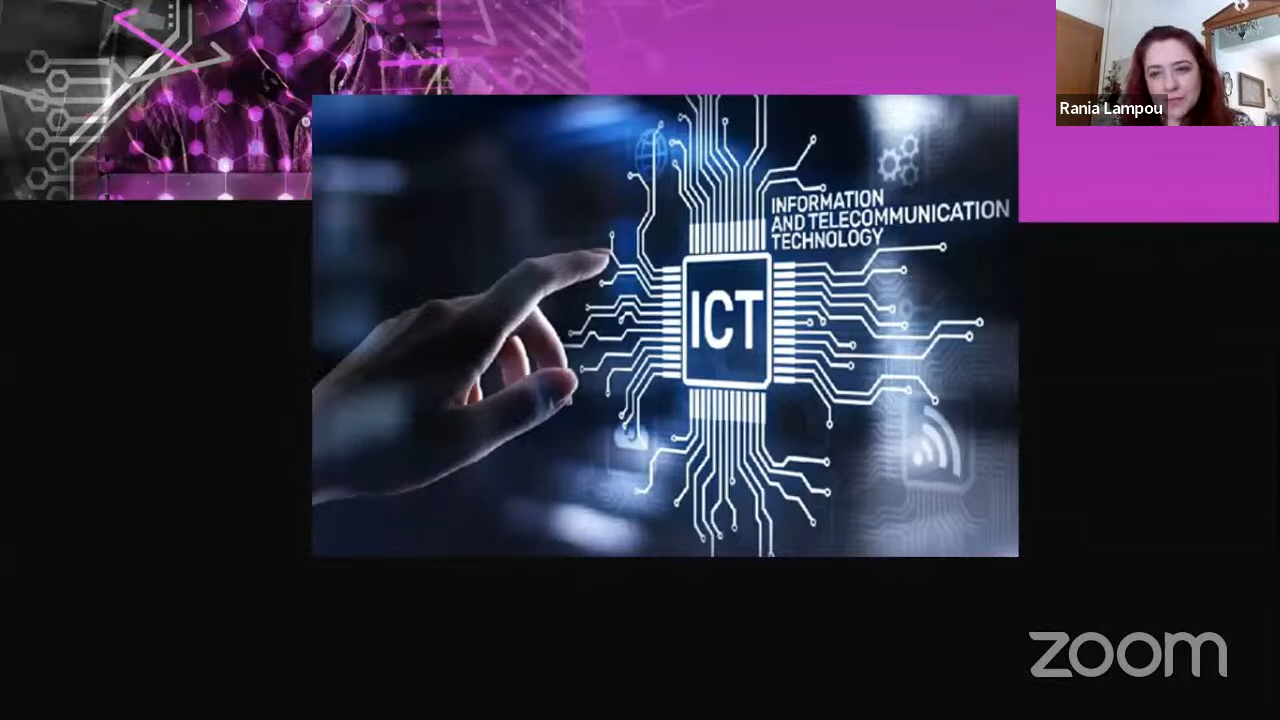 Rania Lampou
INFORMATION
AND TELECOMMUNICATION
TECHNOLOGY
ICT
zoom